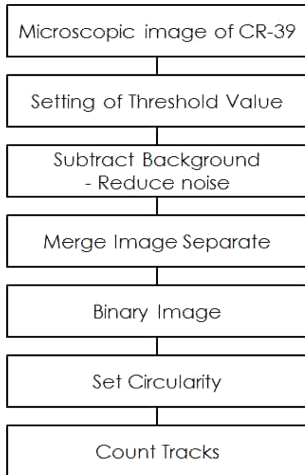 Microscopic image of CR-39
Setting of Threshold Value
Subtract Background
- Reduce noise
Merge Image Separate
Binary Image
Set Circularity
Count Tracks